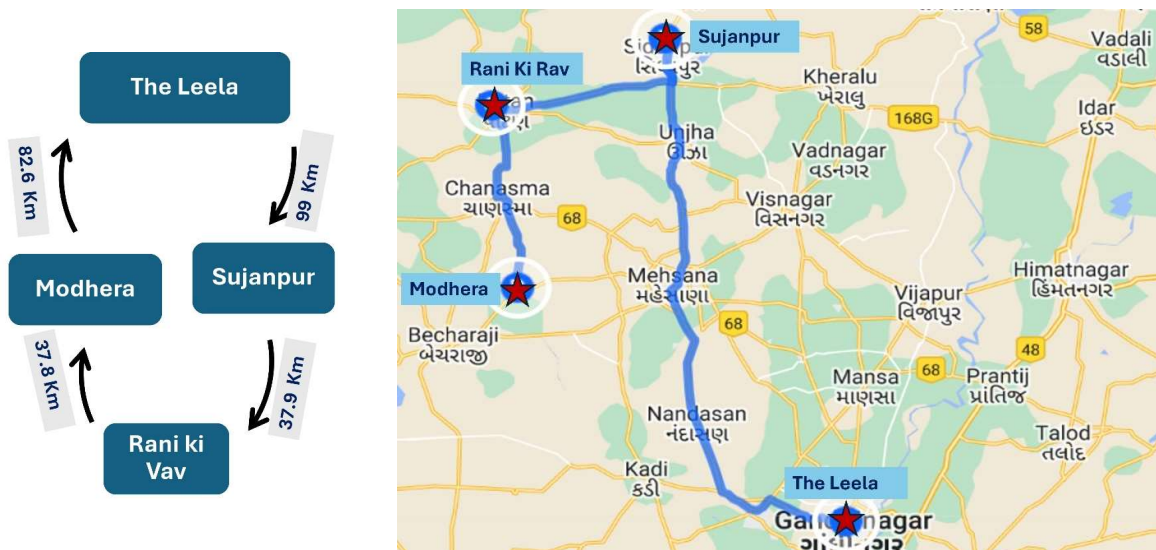 The Leela
82.6 Km
99 Km
Modhera
Sujanpur
37.8 Km
37.9 Km
Rani ki
Vav
Sujanpur
58
Vadali
વડાલી
Rani Ki Rav
Kheralu
ખેરાલુ
Idar
ઇડર
168G
Unjha
ઊંઝા
Vadnagar
વડનગર
Chanasma
ચાણસ્મા
68
Visnagar
વિસનગર
Modhera
Mehsana
મહેસાણા
Himatnagar
હિંમતનગર
Vijapur
વિજાપુર
Becharaji
બેચરાજી
68
48
68
Mansa
માણસા
Prantij
પ્રાંતિજ
Nandasan
નંદાસણ
Talod
તલોદ
Kadi
કડી
The Leela